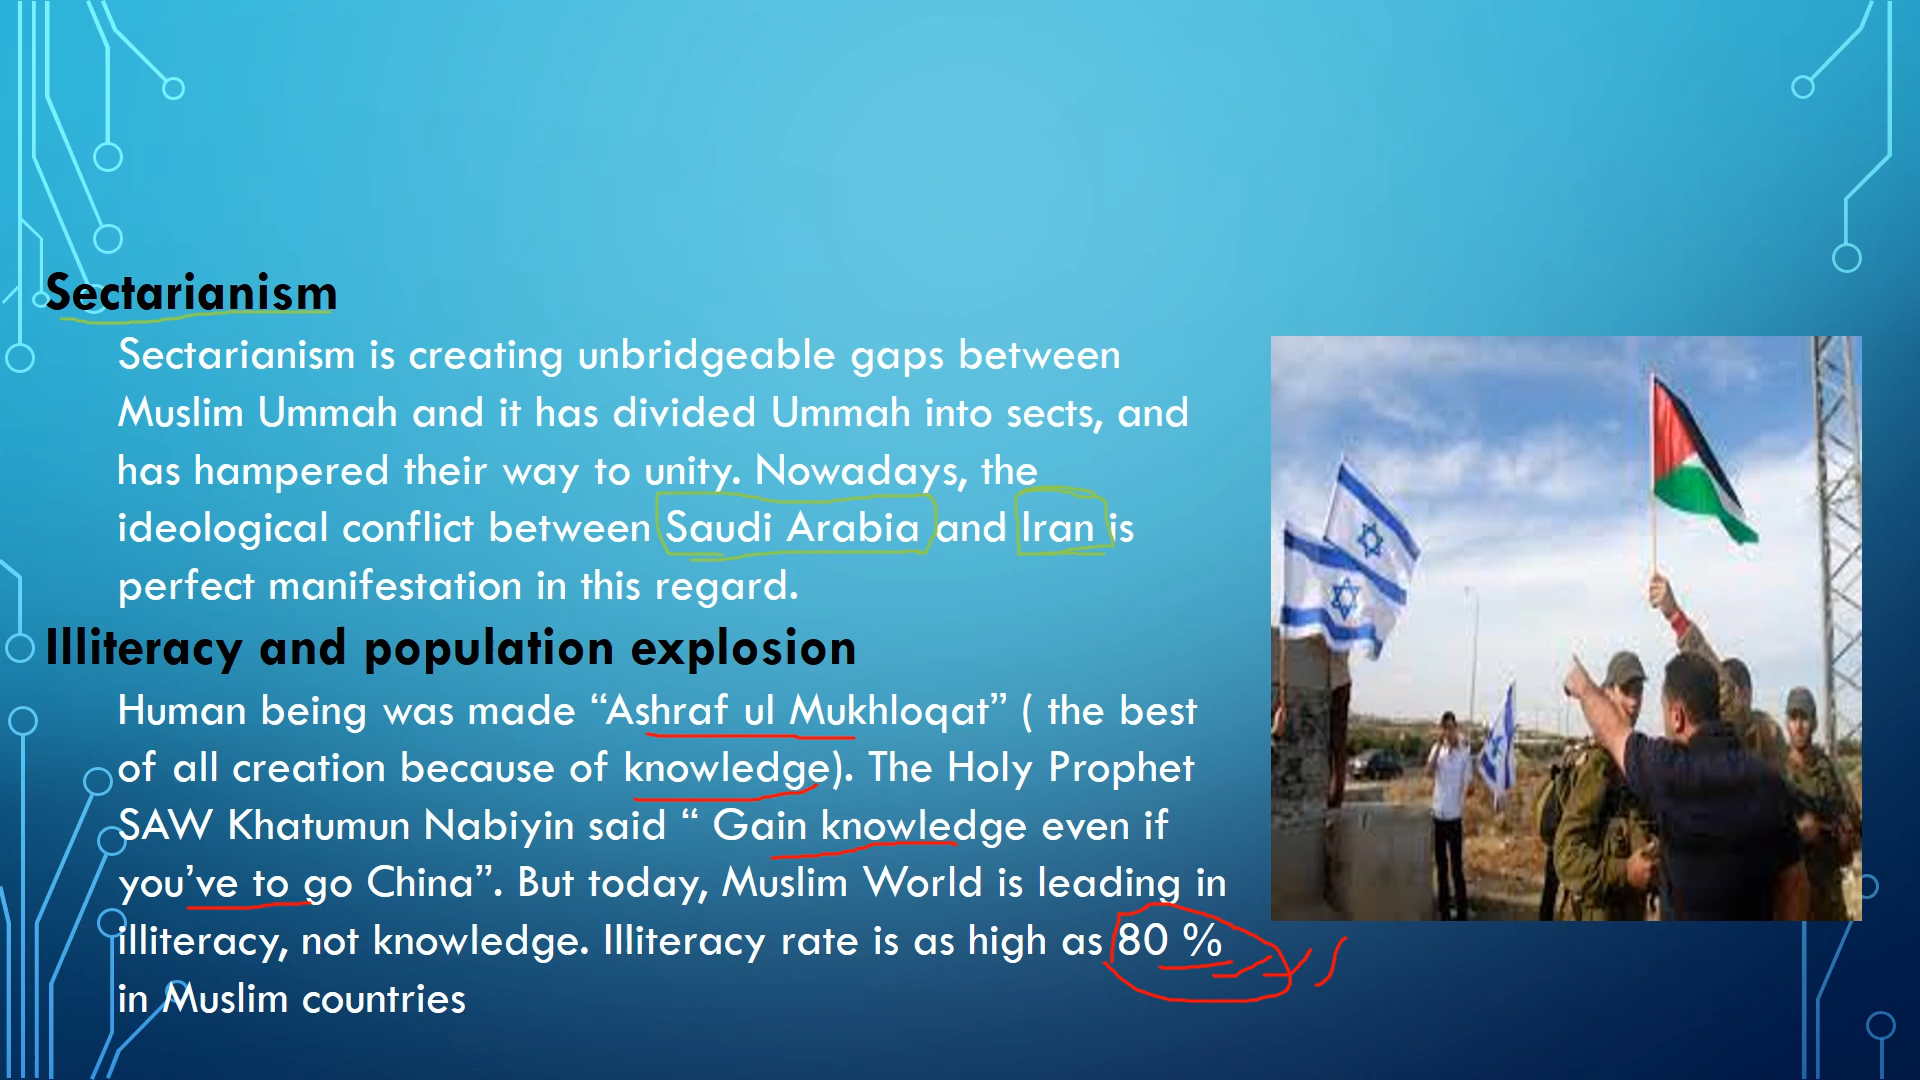 Sectarianism
Sectarianism is creating unbridgeable gaps between
Muslim Ummah and it has divided Ummah into sects, and
has hampered their way to unity. Nowadays, the
ideological conflict between Saudi Arabia and Iran is
perfect manifestation in this regard.
Illiteracy and population explosion
Human being was made “Ashraf ul Mukhloqat” ( the best
of all creation because of knowledge). The Holy Prophet
SAW Khatumun Nabiyin said “ Gain knowledge even if
you’ve to go China”. But today, Muslim World is leading in
illiteracy, not knowledge. Illiteracy rate is as high as 80 %
in Muslim countries